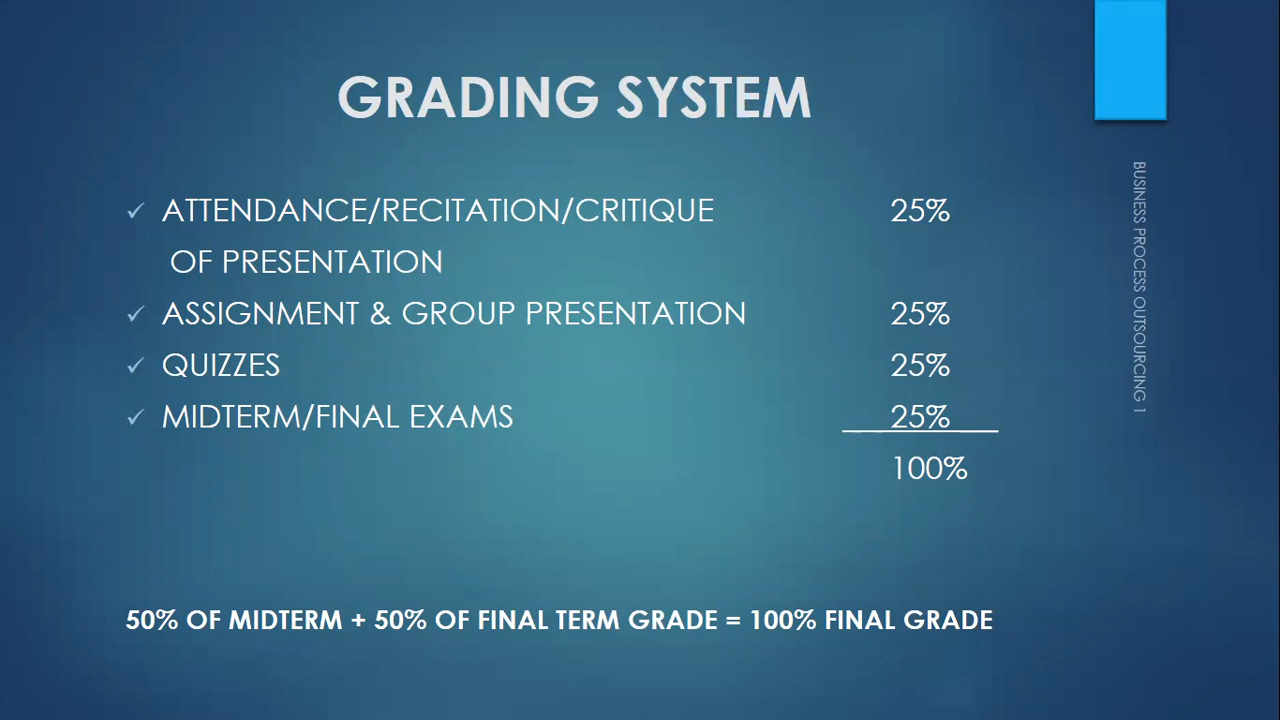 GRADING SYSTEM
ATTENDANCE/RECITATION/CRITIQUE 25%
OF PRESENTATION
ASSIGNMENT & GROUP PRESENTATION 25%
QUIZZES 25%
MIDTERM/FINAL EXAMS 25%
100%
50% OF MIDTERM + 50% OF FINAL TERM GRADE = 100% FINAL GRADE
BUSINESS PROCESS OUTSOURCING 1